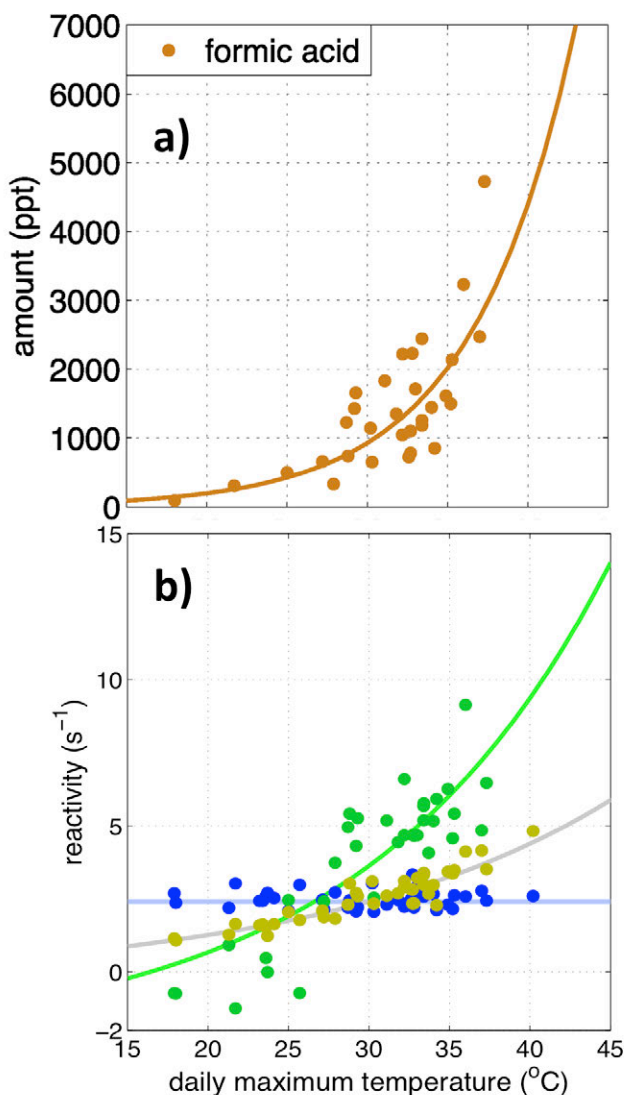 7000
formic acid
6000
a)
5000
4000
3000
2000
1000
0
amount (ppt)
15
b)
10
5
0
−2
reactivity (s⁻¹)
15 20 25 30 35 40 45
daily maximum temperature (°C)